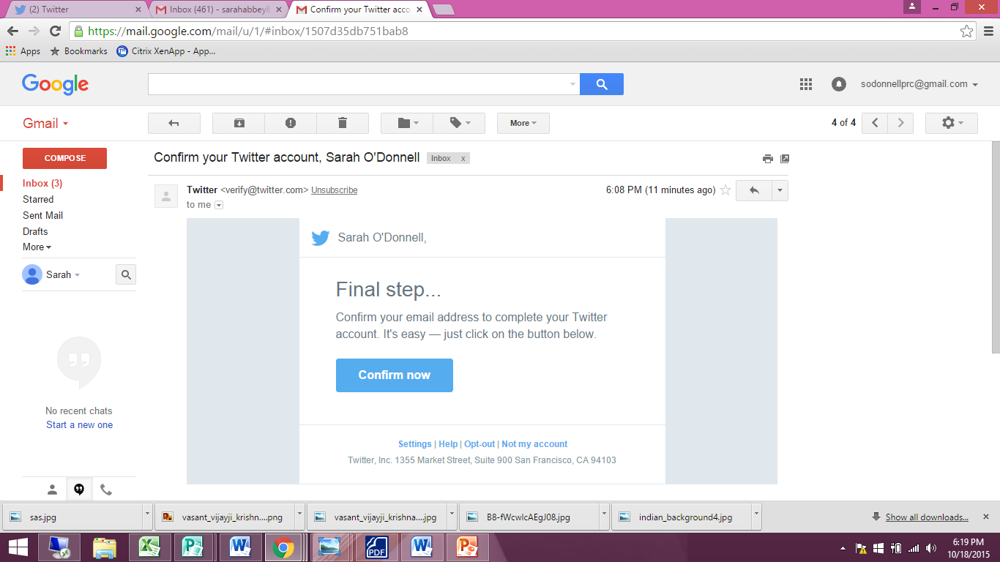 (2) Twitter
Inbox (461) - sarahabbey8
Confirm your Twitter acco
https://mail.google.com/mail/u/1/#inbox/1507d35db751bab8
Apps
Bookmarks
Citrix XenApp - App...
Google
sodonnellprc@gmail.com
Gmail
More
4 of 4
COMPOSE
Confirm your Twitter account, Sarah O'Donnell
Inbox x
Inbox (3)
Starred
Sent Mail
Drafts
More
Twitter <verify@twitter.com> Unsubscribe
6:08 PM (11 minutes ago)
to me
Sarah O'Donnell,
Sarah
Final step...
Confirm your email address to complete your Twitter
account. It's easy — just click on the button below.
Confirm now
No recent chats
Start a new one
Settings | Help | Opt-out | Not my account
Twitter, Inc. 1355 Market Street, Suite 900 San Francisco, CA 94103
sas.jpg
vasant_vijayji_krishn....png
vasant_vijayji_krishna....jpg
B8-fWcwIcAEgJ08.jpg
indian_background4.jpg
Show all downloads...
PDF
6:19 PM
10/18/2015